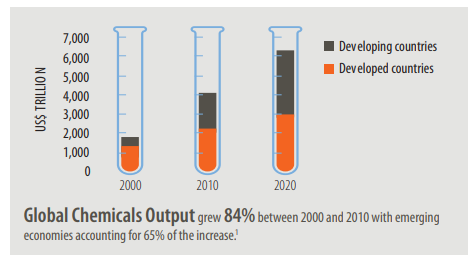 7,000
6,000
5,000
4,000
3,000
2,000
1,000
0
US$ TRILLION
2000
2010
2020
Developing countries
Developed countries
Global Chemicals Output grew 84% between 2000 and 2010 with emerging
economies accounting for 65% of the increase.¹